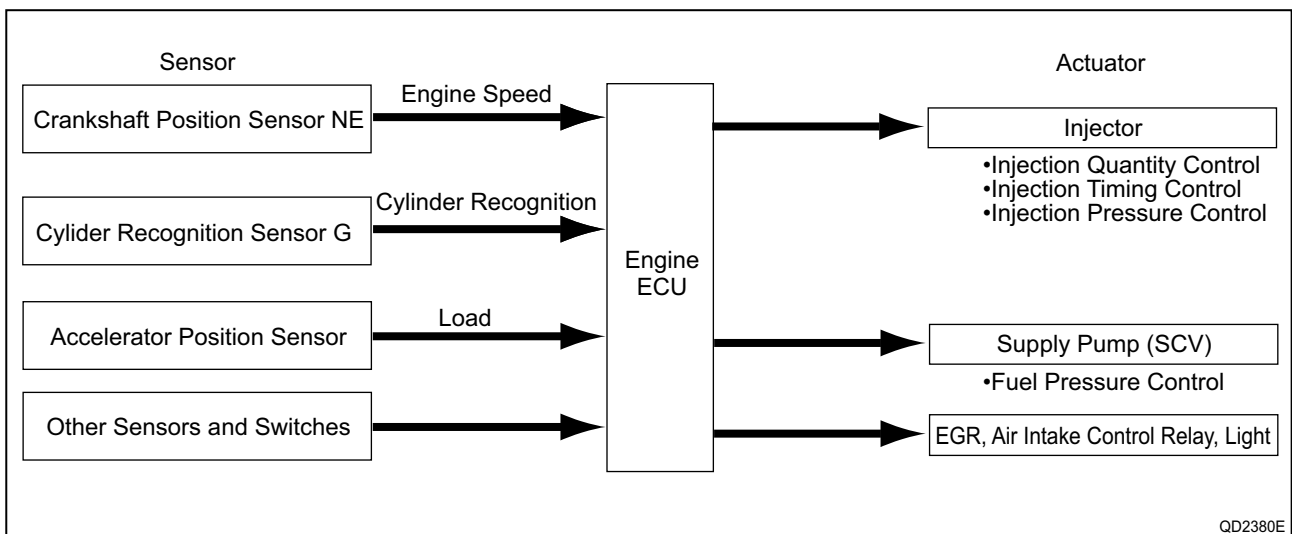 Sensor
Crankshaft Position Sensor NE
Engine Speed
Cylider Recognition Sensor G
Cylinder Recognition
Accelerator Position Sensor
Load
Other Sensors and Switches
Engine
ECU
Actuator
Injector
•Injection Quantity Control
•Injection Timing Control
•Injection Pressure Control
Supply Pump (SCV)
•Fuel Pressure Control
EGR, Air Intake Control Relay, Light
QD2380E